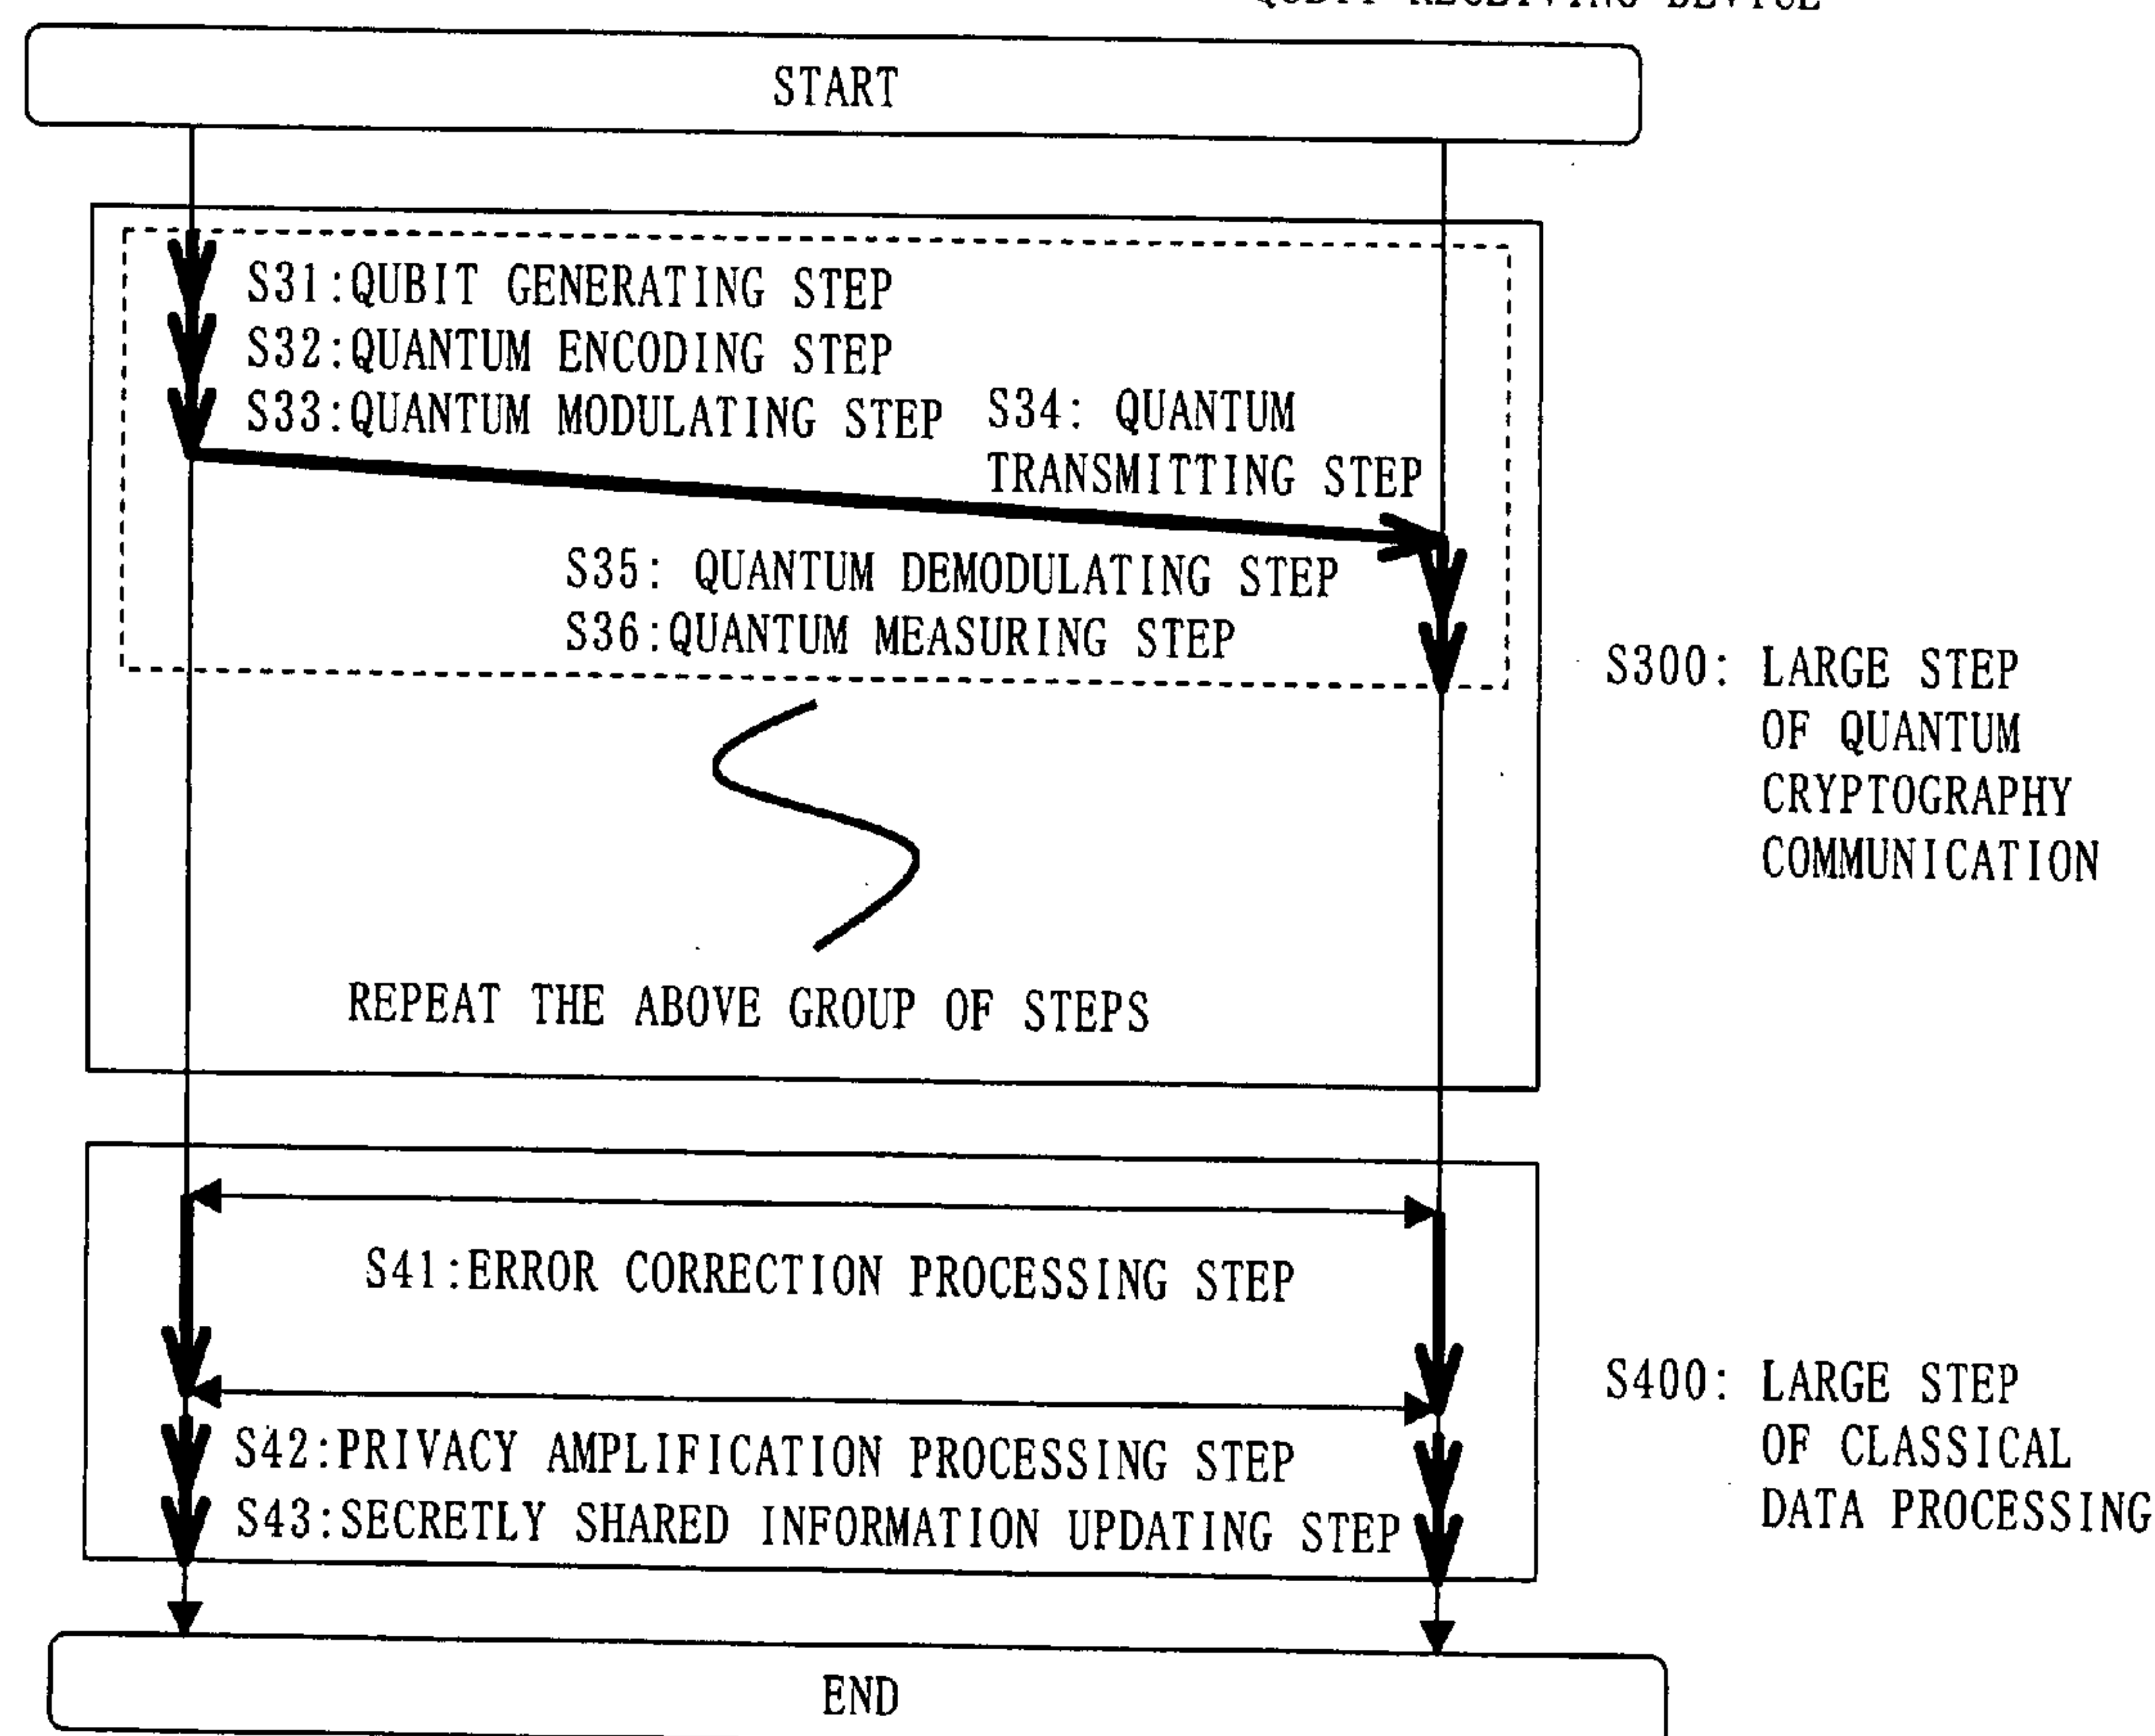 QUBIT RECEIVING DEVICE
START
S31:QUBIT GENERATING STEP
S32:QUANTUM ENCODING STEP
S33:QUANTUM MODULATING STEP
S34: QUANTUM
TRANSMITTING STEP
S35: QUANTUM DEMODULATING STEP
S36:QUANTUM MEASURING STEP
S300: LARGE STEP
OF QUANTUM
CRYPTOGRAPHY
COMMUNICATION
REPEAT THE ABOVE GROUP OF STEPS
S41:ERROR CORRECTION PROCESSING STEP
S400: LARGE STEP
OF CLASSICAL
DATA PROCESSING
S42:PRIVACY AMPLIFICATION PROCESSING STEP
S43:SECRETLY SHARED INFORMATION UPDATING STEP
END